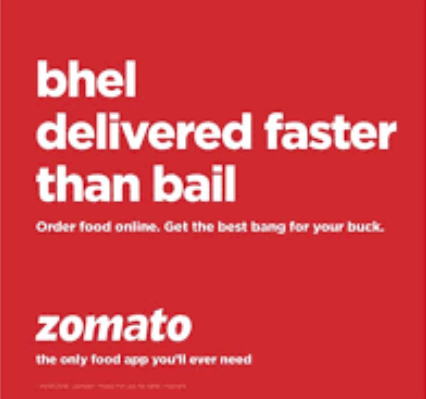 bhel
delivered faster
than bail
Order food online. Get the best bang for your buck.
zomato
the only food app you'll ever need